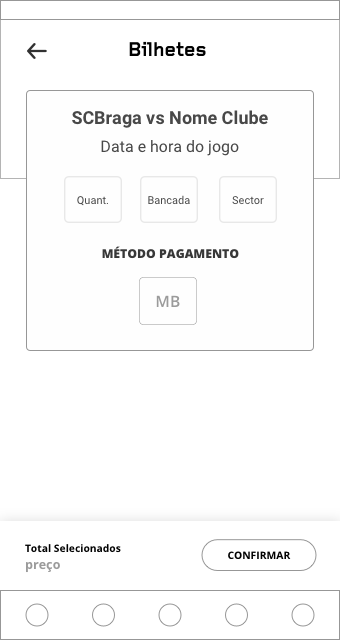 Bilhetes
SCBraga vs Nome Clube
Data e hora do jogo
Quant. Bancada Sector
MÉTODO PAGAMENTO
MB
Total Selecionados
preço
CONFIRMAR